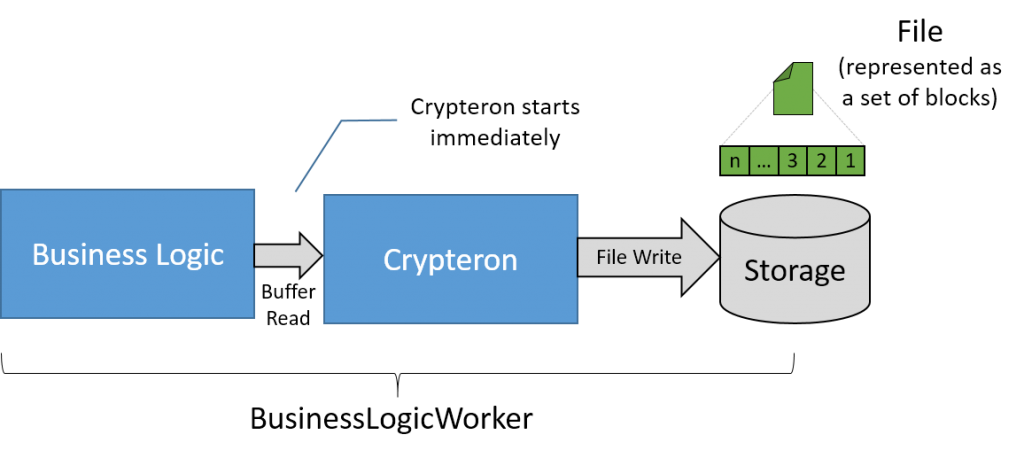 File
(represented as
a set of blocks)
Crypteron starts
immediately
n ... 3 2 1
Business Logic
Buffer
Read
Crypteron
File Write
Storage
BusinessLogicWorker